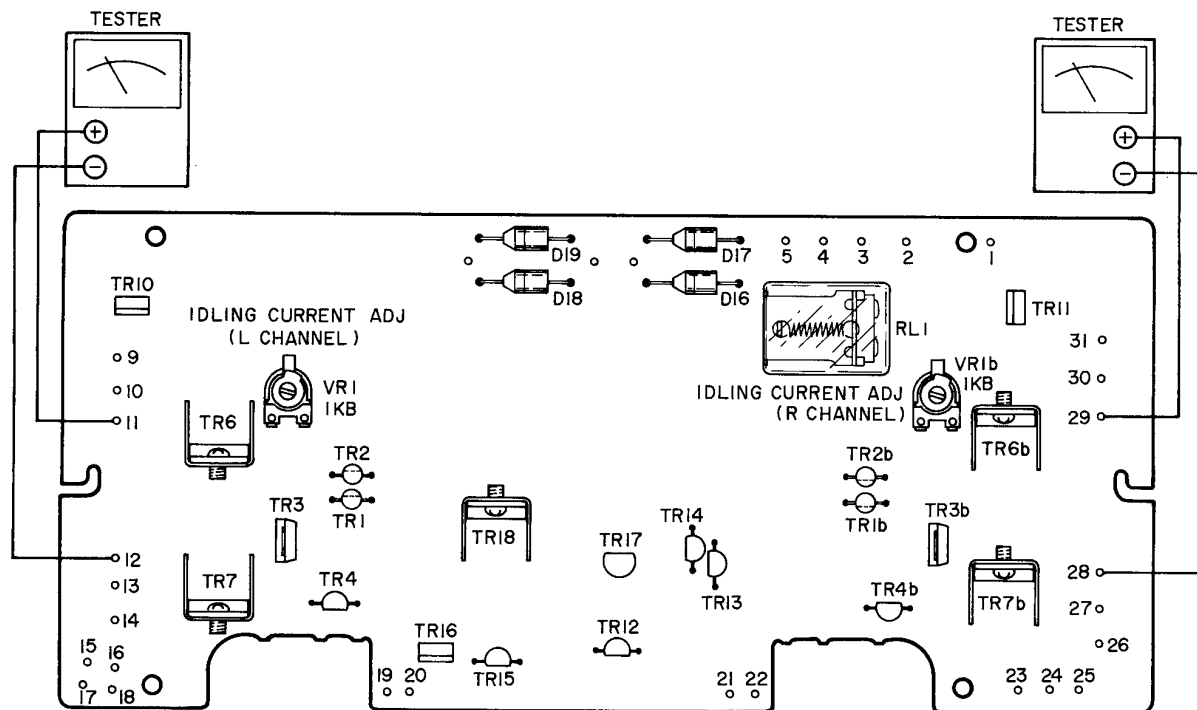 TESTER
TESTER
+
−
+
−
D19
D17
D18
D16
5
4
3
2
1
TR10
TR11
IDLING CURRENT ADJ
(L CHANNEL)
RL1
9
10
11
VR1
1KB
TR6
IDLING CURRENT ADJ
(R CHANNEL)
VR1b
1KB
31
30
29
TR6b
TR2
TR1
TR3
TR18
TR17
TR14
TR13
TR2b
TR1b
TR3b
12
13
14
TR7
TR4
TR4b
TR7b
28
27
26
15
16
17
18
TR16
TR15
TR12
19
20
21
22
23
24
25